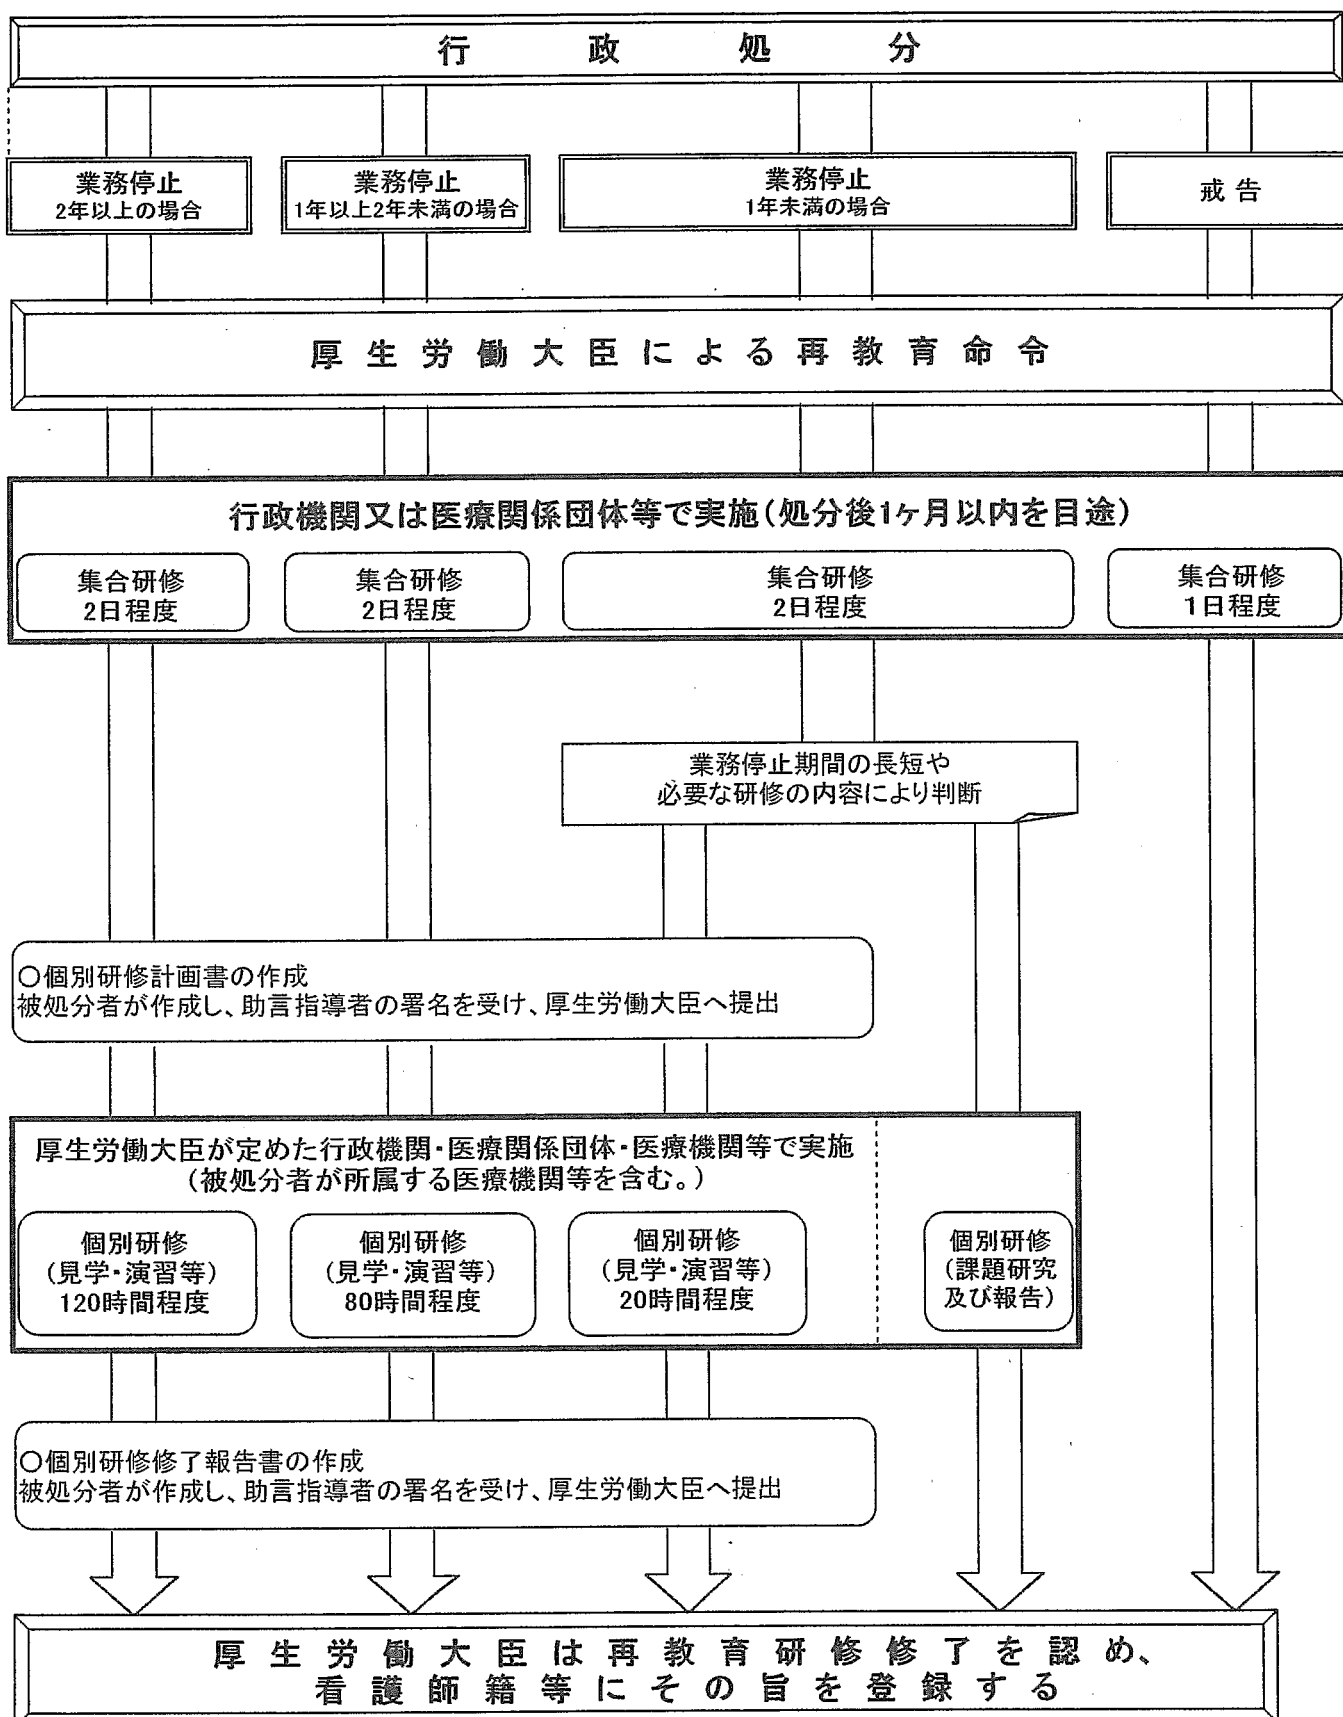 行政処分
業務停止
2年以上の場合
業務停止
1年以上2年未満の場合
業務停止
1年未満の場合
戒告
厚生労働大臣による再教育命令
行政機関又は医療関係団体等で実施(処分後1ヶ月以内を目途)
集合研修
2日程度
集合研修
2日程度
集合研修
2日程度
集合研修
1日程度
業務停止期間の長短や
必要な研修の内容により判断
〇個別研修計画書の作成
被処分者が作成し、助言指導者の署名を受け、厚生労働大臣へ提出
厚生労働大臣が定めた行政機関・医療関係団体・医療機関等で実施
(被処分者が所属する医療機関等を含む。)
個別研修
(見学・演習等)
120時間程度
個別研修
(見学・演習等)
80時間程度
個別研修
(見学・演習等)
20時間程度
個別研修
(課題研究
及び報告)
〇個別研修修了報告書の作成
被処分者が作成し、助言指導者の署名を受け、厚生労働大臣へ提出
厚生労働大臣は再教育研修修了を認め、
看護師籍等にその旨を登録する